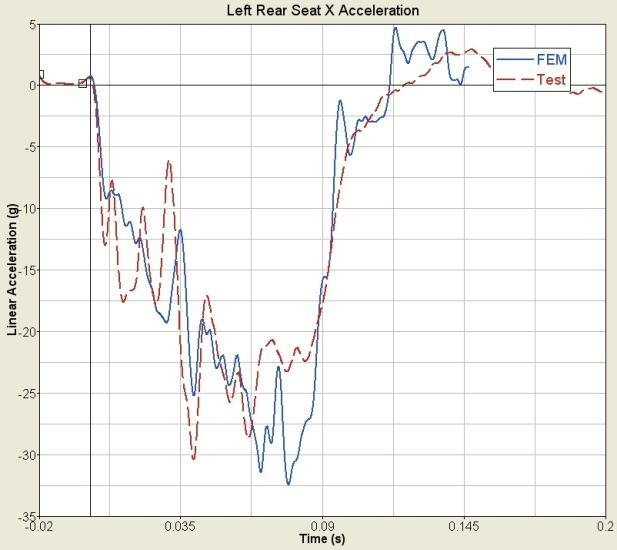 Left Rear Seat X Acceleration
5
0
-5
-10
-15
-20
-25
-30
-35
Linear Acceleration (g)
FEM
Test
-0.02
0.035
0.09
0.145
0.2
Time (s)